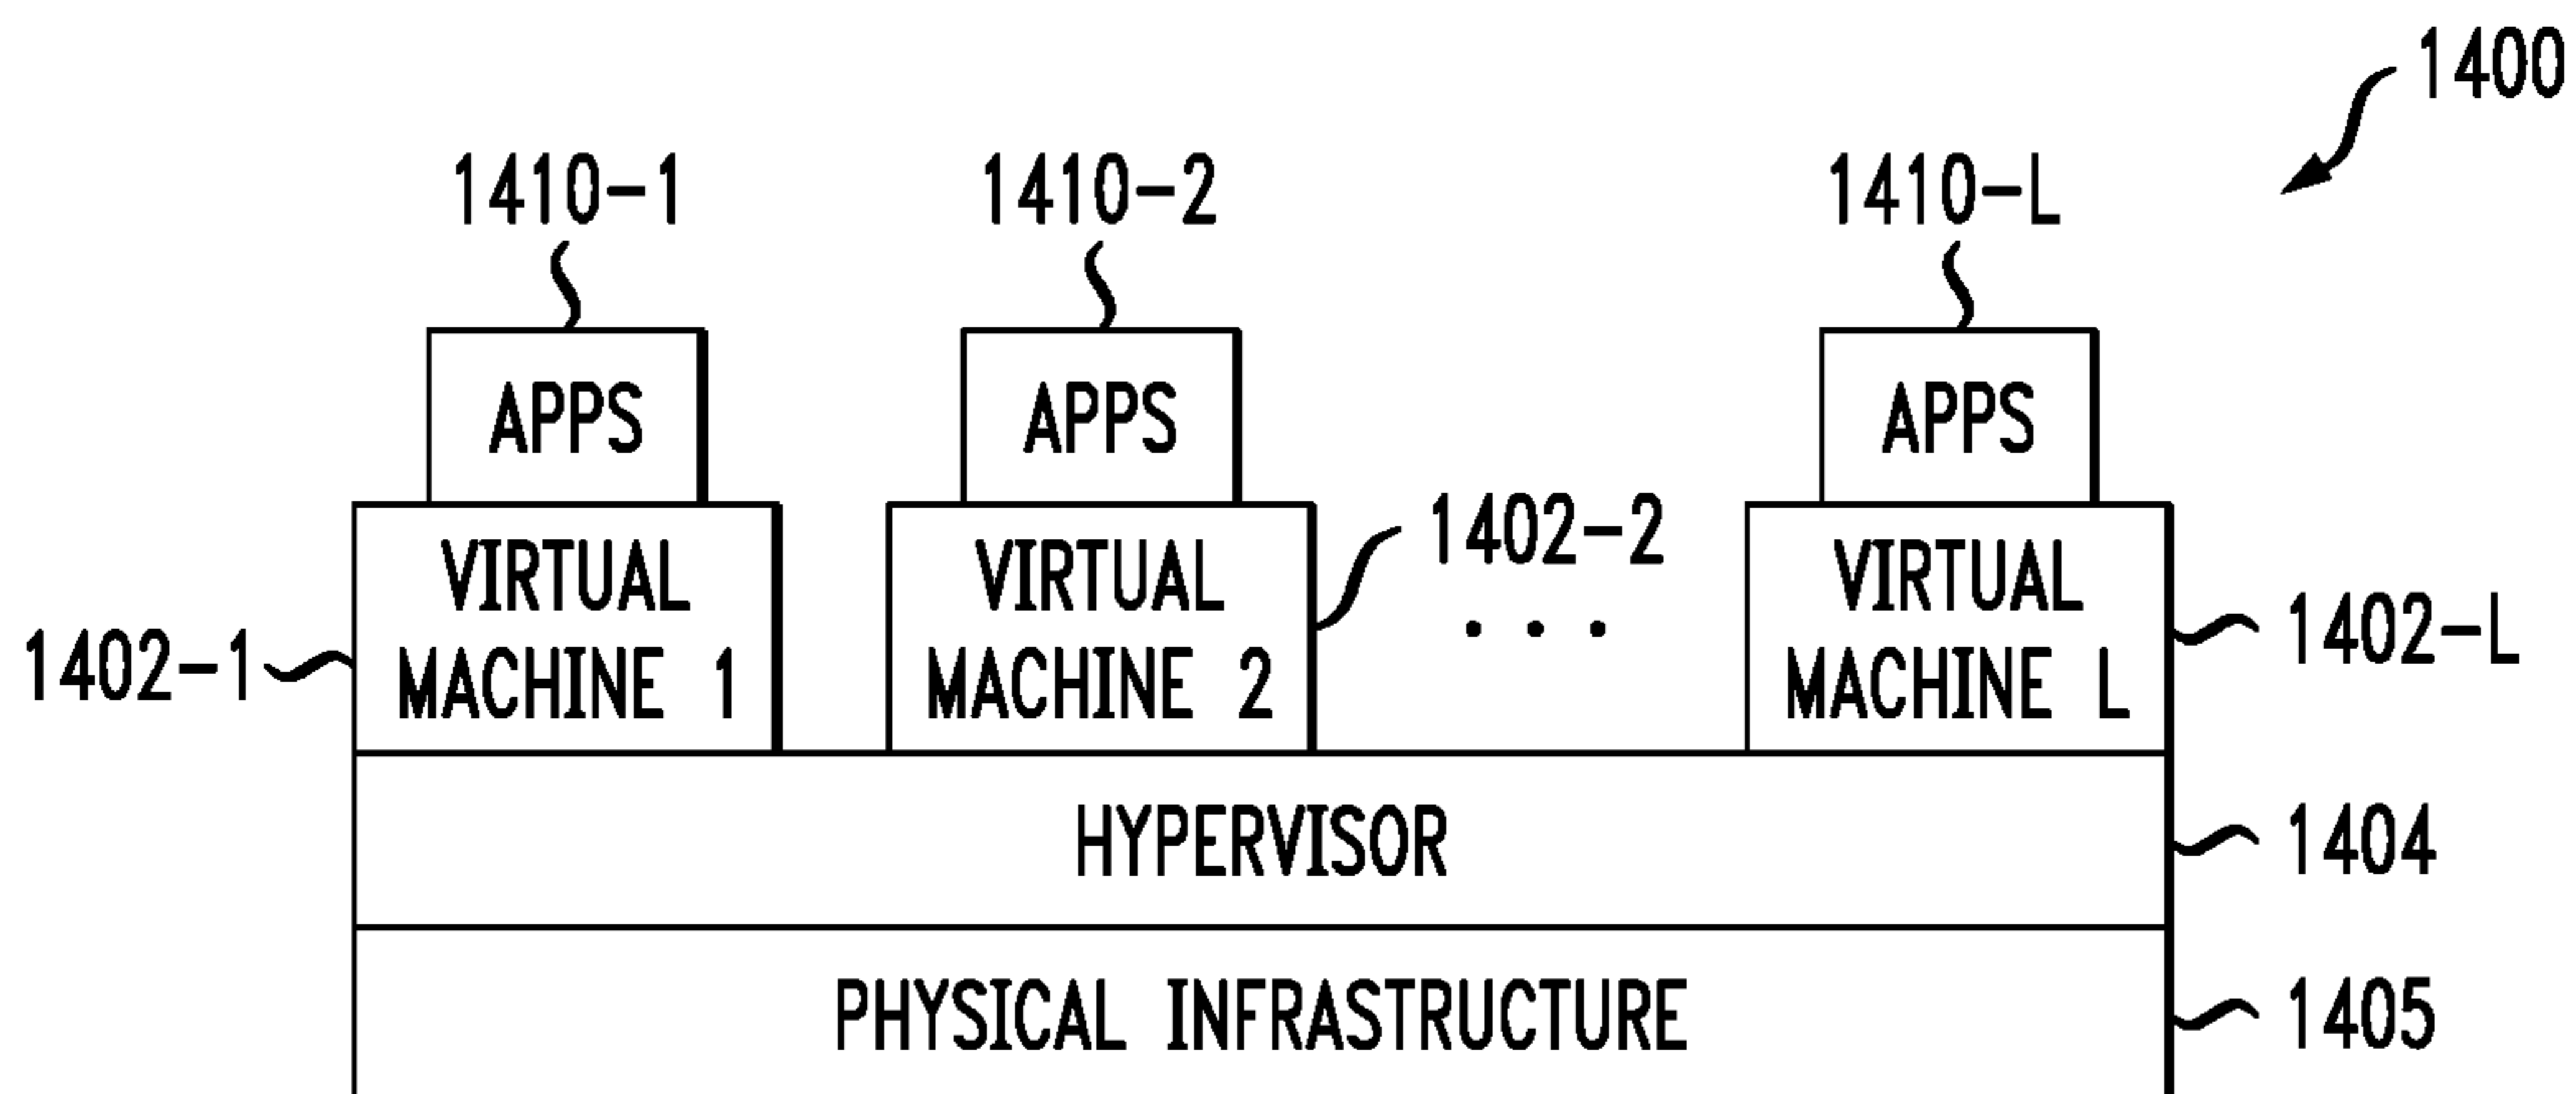 1400
1410-1
1410-2
1410-L
APPS
APPS
APPS
1402-1
VIRTUAL
MACHINE 1
VIRTUAL
MACHINE 2
1402-2
. . .
VIRTUAL
MACHINE L
1402-L
HYPERVISOR
1404
PHYSICAL INFRASTRUCTURE
1405